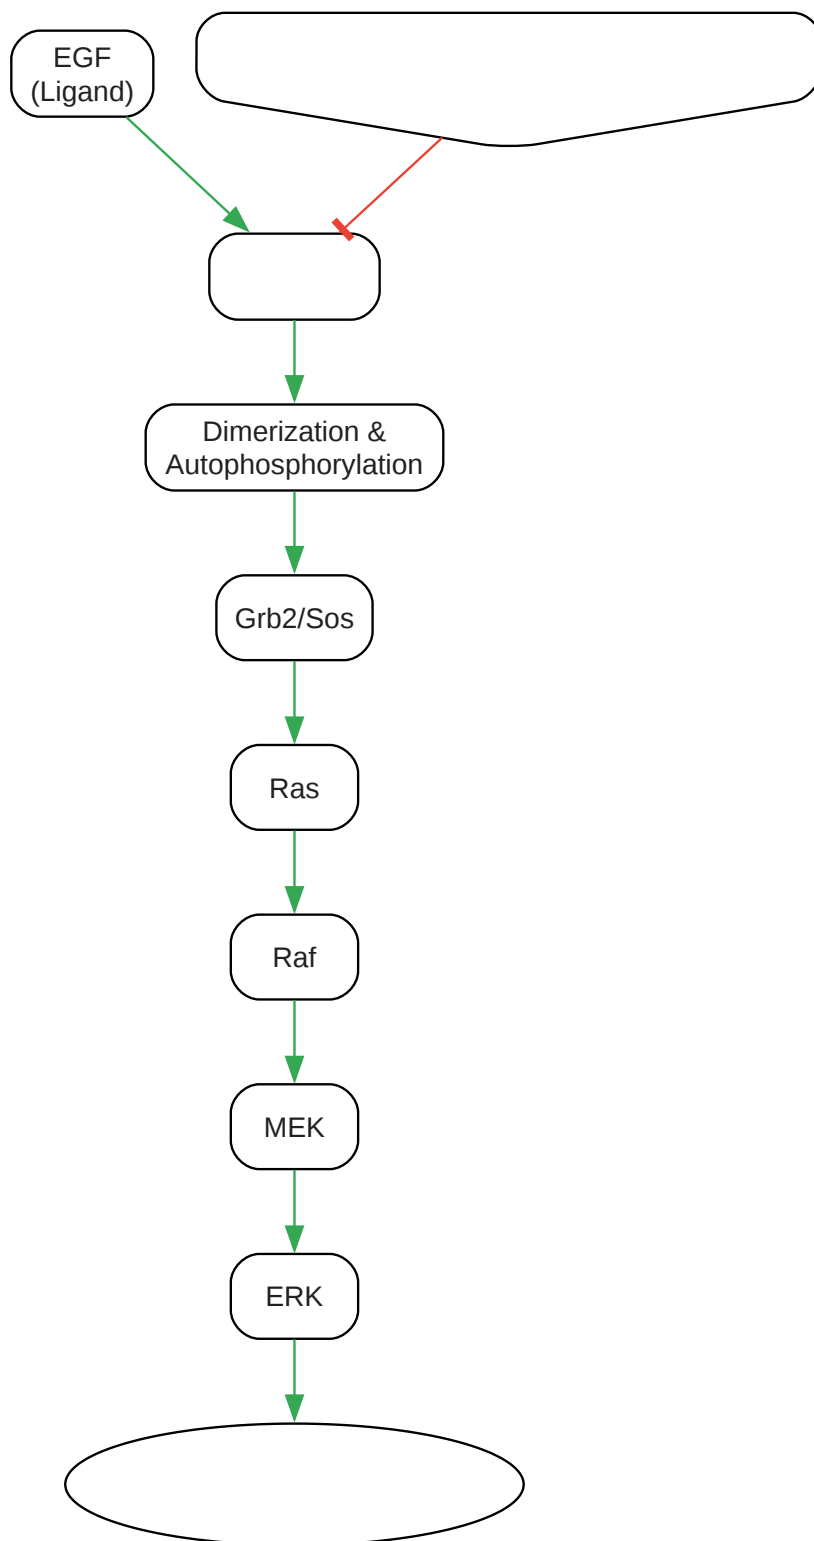 EGF
(Ligand)
Dimerization &
Autophosphorylation
Grb2/Sos
Ras
Raf
MEK
ERK